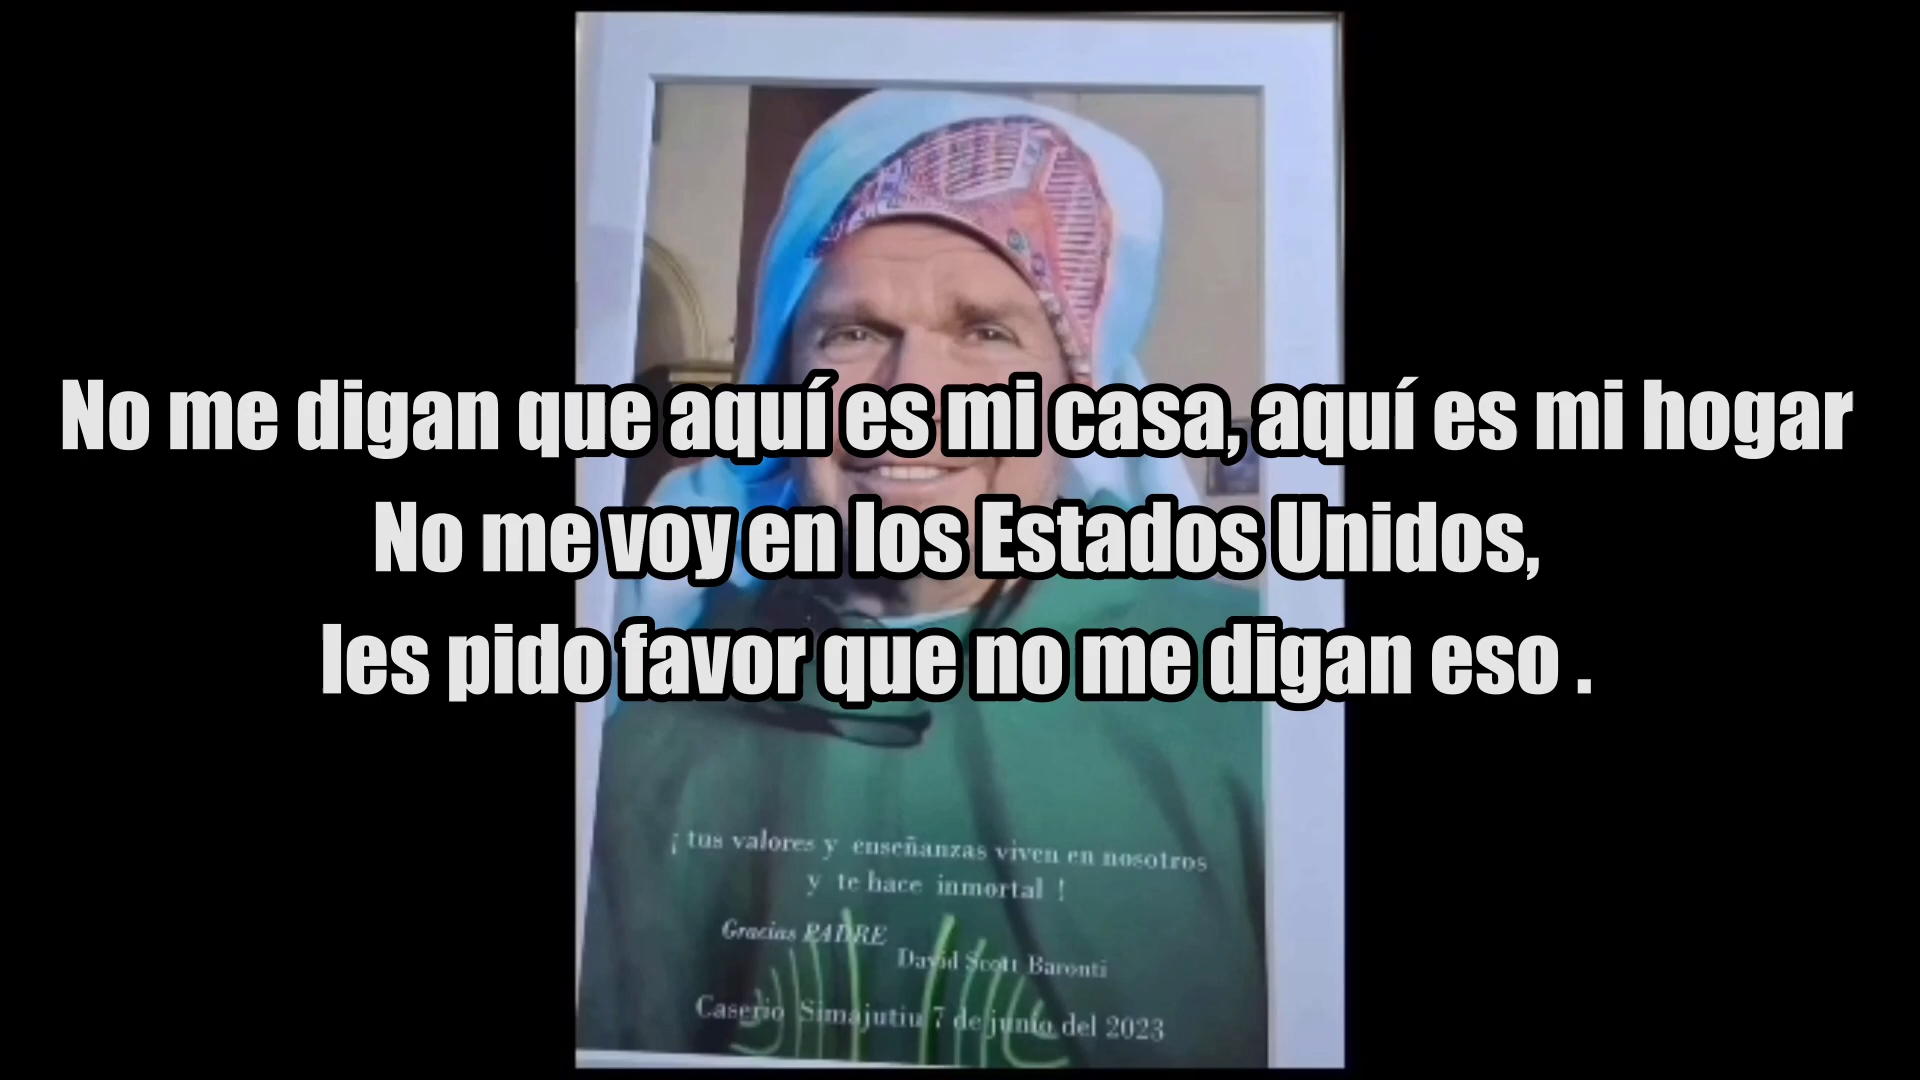 No me digan que aquí es mi casa, aquí es mi hogar
No me voy en los Estados Unidos,
les pido favor que no me digan eso .
¡ tus valores y enseñanzas viven en nosotros
y te hace inmortal !
Gracias PADRE
David Scott Baronti
Caserio Simajutiu 7 de junio del 2023